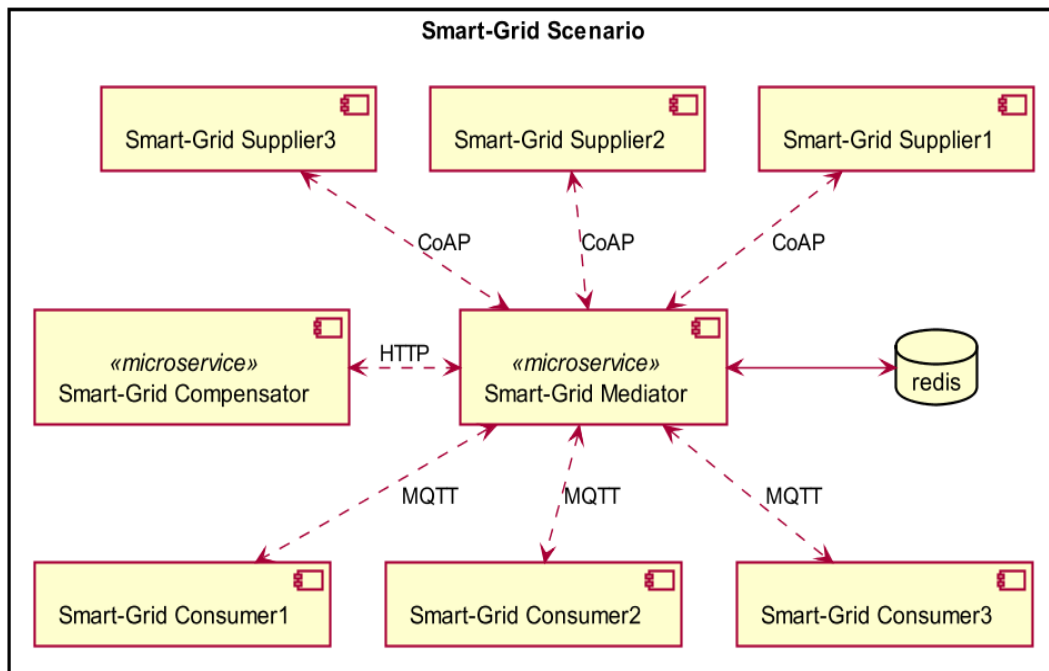 Smart-Grid Scenario
Smart-Grid Supplier3
Smart-Grid Supplier2
Smart-Grid Supplier1
CoAP
CoAP
CoAP
«microservice»
Smart-Grid Compensator
HTTP
«microservice»
Smart-Grid Mediator
redis
MQTT
MQTT
MQTT
Smart-Grid Consumer1
Smart-Grid Consumer2
Smart-Grid Consumer3